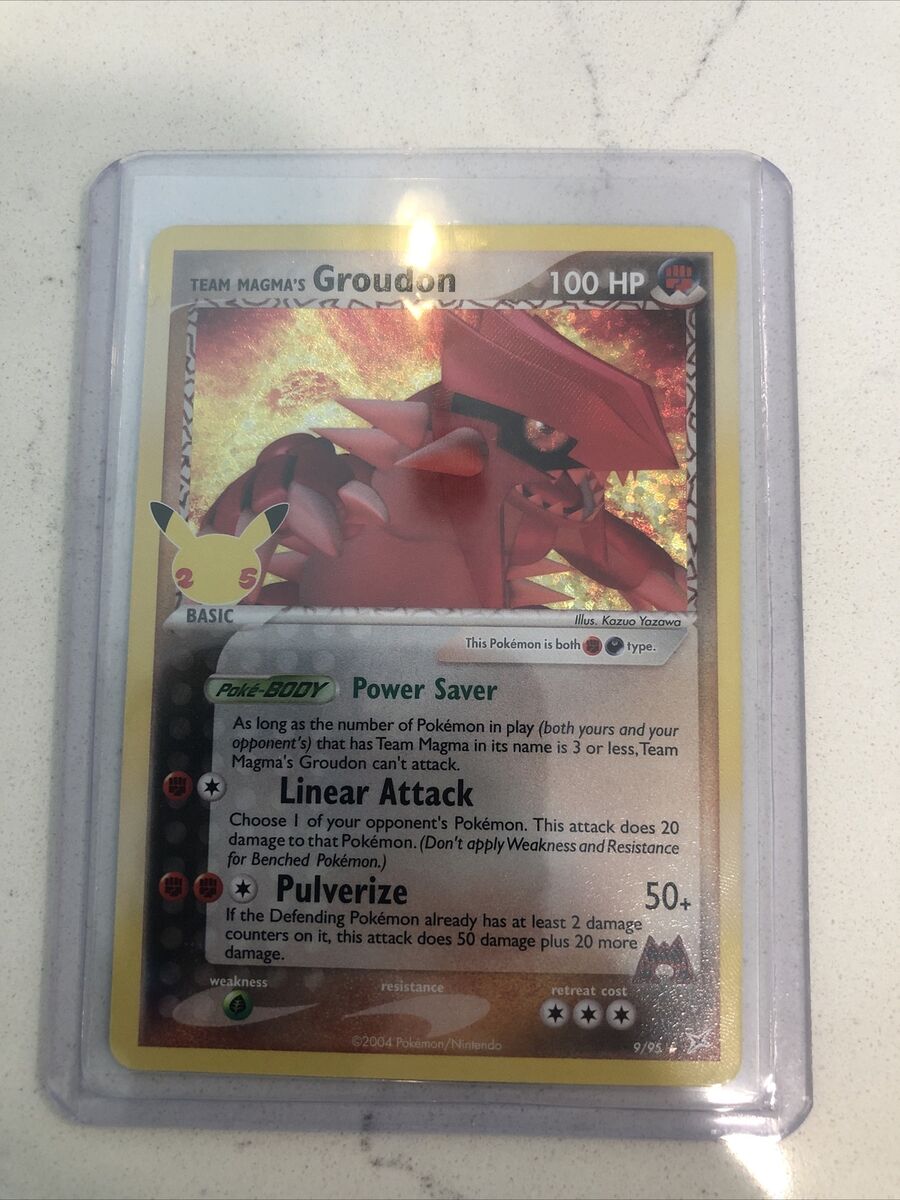 TEAM MAGMA'S Groudon 100 HP
2 5
BASIC
Illus. Kazuo Yazawa
This Pokémon is both type.
Poké-BODY Power Saver
As long as the number of Pokémon in play (both yours and your
opponent's) that has Team Magma in its name is 3 or less, Team
Magma's Groudon can't attack.
Linear Attack
Choose 1 of your opponent's Pokémon. This attack does 20
damage to that Pokémon. (Don't apply Weakness and Resistance
for Benched Pokémon.)
Pulverize 50+
If the Defending Pokémon already has at least 2 damage
counters on it, this attack does 50 damage plus 20 more
damage.
weakness resistance retreat cost
©2004 Pokémon/Nintendo
9/95